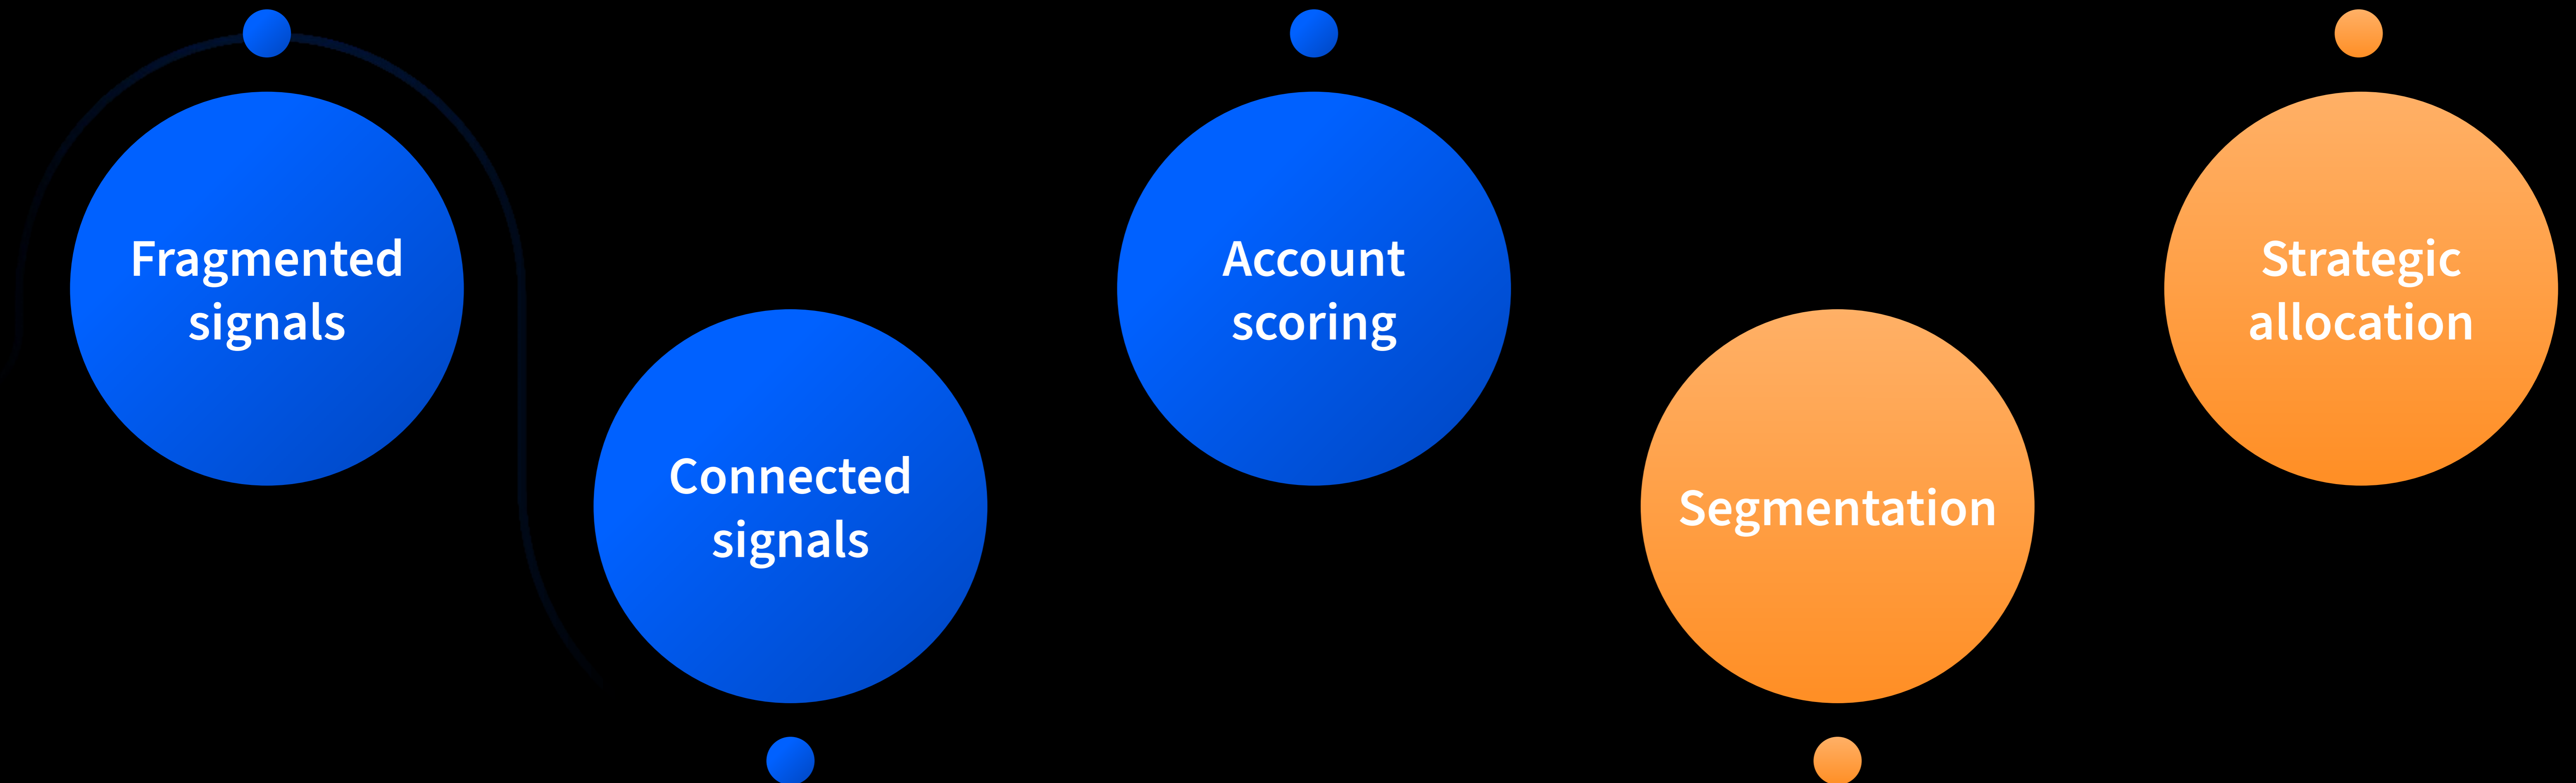 Fragmented
signals
Connected
signals
Account
scoring
Segmentation
Strategic
allocation